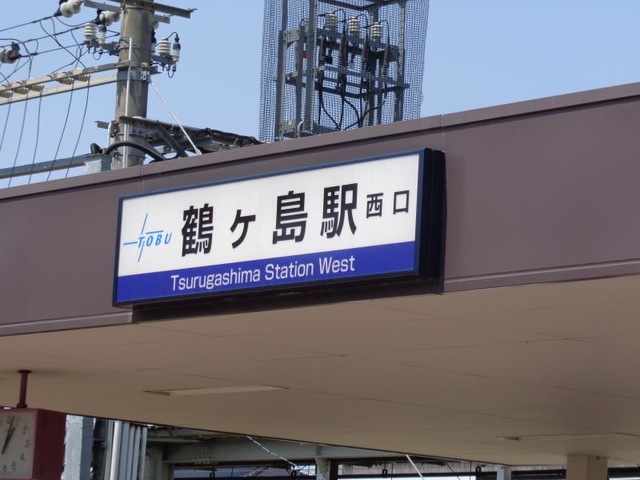 TOBU 鶴ヶ島駅 西口
Tsurugashima Station West